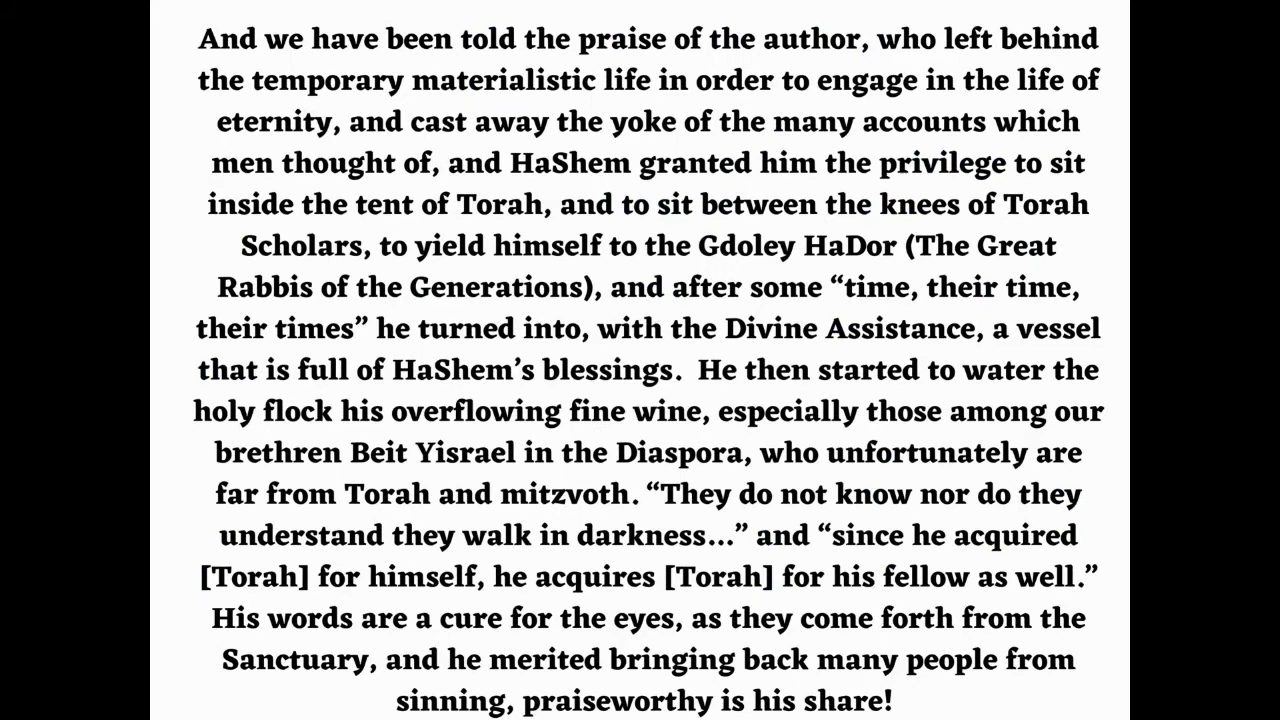 And we have been told the praise of the author, who left behind
the temporary materialistic life in order to engage in the life of
eternity, and cast away the yoke of the many accounts which
men thought of, and HaShem granted him the privilege to sit
inside the tent of Torah, and to sit between the knees of Torah
Scholars, to yield himself to the Gdoley HaDor (The Great
Rabbis of the Generations), and after some “time, their time,
their times” he turned into, with the Divine Assistance, a vessel
that is full of HaShem’s blessings.  He then started to water the
holy flock his overflowing fine wine, especially those among our
brethren Beit Yisrael in the Diaspora, who unfortunately are
far from Torah and mitzvoth. “They do not know nor do they
understand they walk in darkness...” and “since he acquired
[Torah] for himself, he acquires [Torah] for his fellow as well.”
His words are a cure for the eyes, as they come forth from the
Sanctuary, and he merited bringing back many people from
sinning, praiseworthy is his share!